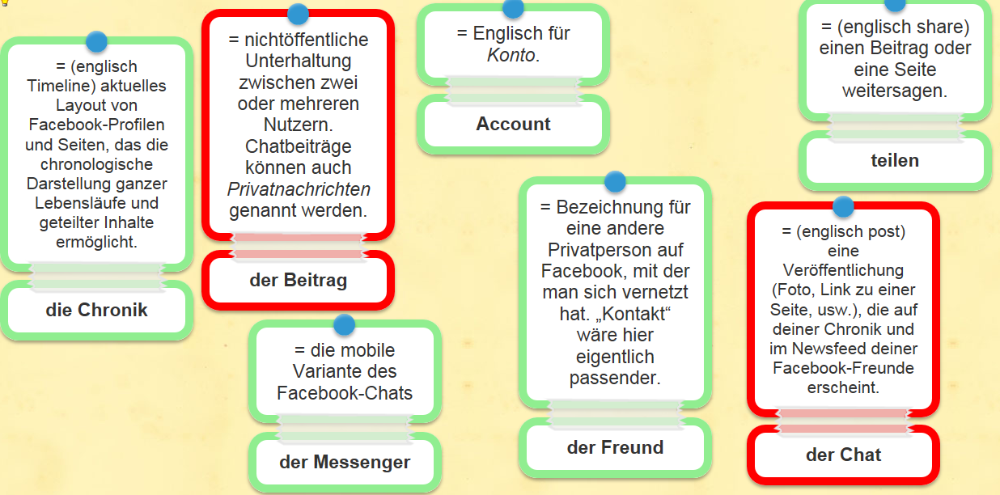 = (englisch
Timeline) aktuelles
Layout von
Facebook-Profilen
und Seiten, das die
chronologische
Darstellung ganzer
Lebensläufe und
geteilter Inhalte
ermöglicht.
die Chronik
= nichtöffentliche
Unterhaltung
zwischen zwei
oder mehreren
Nutzern.
Chatbeiträge
können auch
Privatnachrichten
genannt werden.
der Beitrag
= Englisch für
Konto.
Account
= (englisch share)
einen Beitrag oder
eine Seite
weitersagen.
teilen
= die mobile
Variante des
Facebook-Chats
der Messenger
= Bezeichnung für
eine andere
Privatperson auf
Facebook, mit der
man sich vernetzt
hat. „Kontakt“
wäre hier
eigentlich
passender.
der Freund
= (englisch post)
eine
Veröffentlichung
(Foto, Link zu einer
Seite, usw.), die auf
deiner Chronik und
im Newsfeed deiner
Facebook-Freunde
erscheint.
der Chat